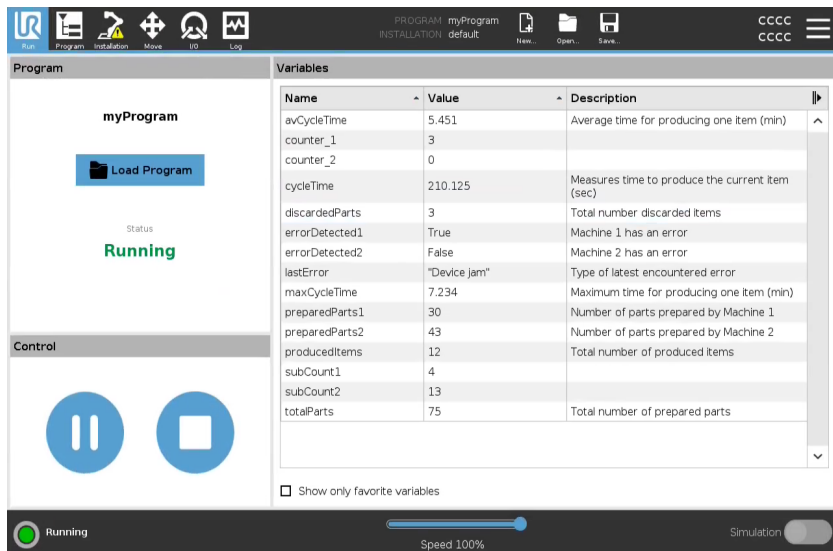 UR
PROGRAM myProgram
INSTALLATION default
CCCC
CCCC
Run Program Installation Move I/O Log New... Open... Save...
Program
myProgram
Load Program
Status
Running
Control
Variables
Name Value Description
avCycleTime 5.451 Average time for producing one item (min)
counter_1 3
counter_2 0
cycleTime 210.125 Measures time to produce the current item
(sec)
discardedParts 3 Total number discarded items
errorDetected1 True Machine 1 has an error
errorDetected2 False Machine 2 has an error
lastError "Device jam" Type of latest encountered error
maxCycleTime 7.234 Maximum time for producing one item (min)
preparedParts1 30 Number of parts prepared by Machine 1
preparedParts2 43 Number of parts prepared by Machine 2
producedItems 12 Total number of produced items
subCount1 4
subCount2 13
totalParts 75 Total number of prepared parts
Show only favorite variables
Running
Speed 100%
Simulation